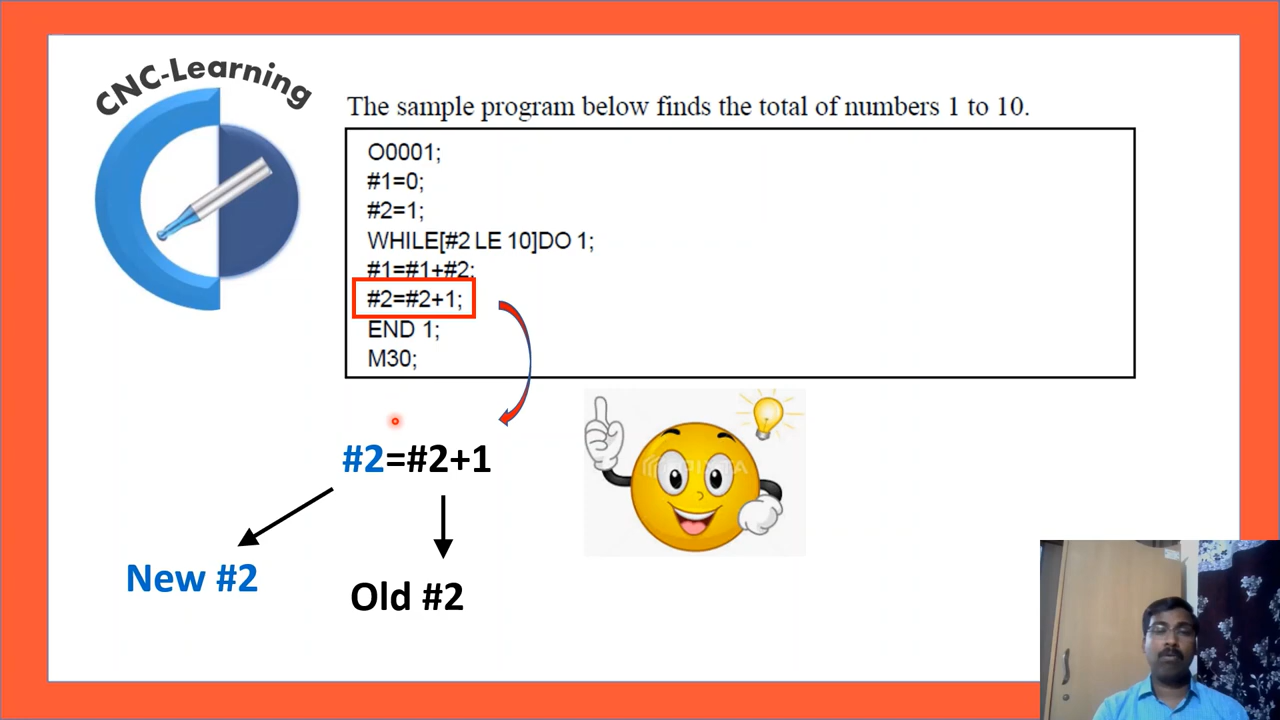 CNC-Learning
The sample program below finds the total of numbers 1 to 10.
O0001;
#1=0;
#2=1;
WHILE[#2 LE 10]DO 1;
#1=#1+#2;
#2=#2+1;
END 1;
M30;
#2=#2+1
New #2
Old #2